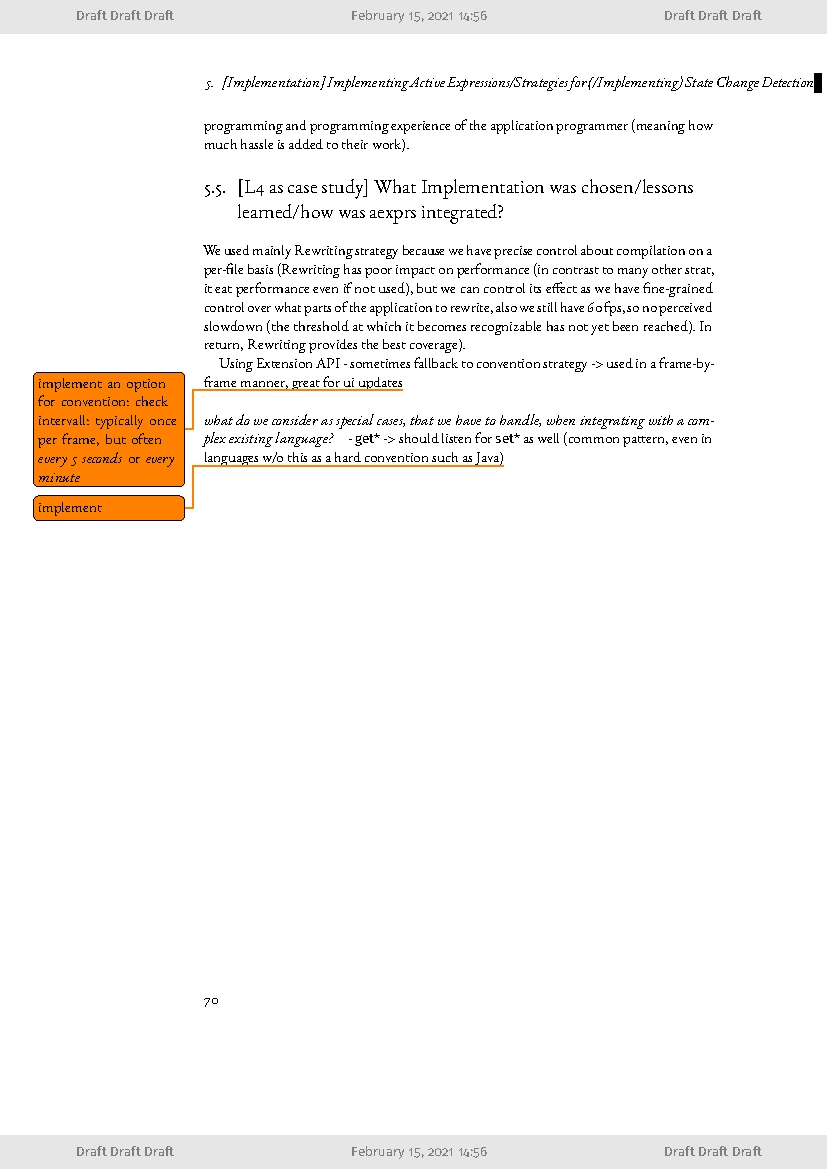 Draft Draft Draft February 15, 2021 14:56 Draft Draft Draft
5. [Implementation] Implementing Active Expressions/Strategies for (/Implementing) State Change Detection
programming and programming experience of the application programmer (meaning how
much hassle is added to their work).
5.5. [L4 as case study] What Implementation was chosen/lessons
learned/how was aexprs integrated?
We used mainly Rewriting strategy because we have precise control about compilation on a
per-file basis (Rewriting has poor impact on performance (in contrast to many other strat,
it eat performance even if not used), but we can control its effect as we have fine-grained
control over what parts of the application to rewrite, also we still have 60fps, so no perceived
slowdown (the threshold at which it becomes recognizable has not yet been reached). In
return, Rewriting provides the best coverage).
Using Extension API - sometimes fallback to convention strategy -> used in a frame-by-
frame manner, great for ui updates
implement an option
for convention: check
intervall: typically once
per frame, but often
every 5 seconds or every
minute
what do we consider as special cases, that we have to handle, when integrating with a com-
plex existing language? - get* -> should listen for set* as well (common pattern, even in
languages w/o this as a hard convention such as Java)
implement
70
Draft Draft Draft February 15, 2021 14:56 Draft Draft Draft